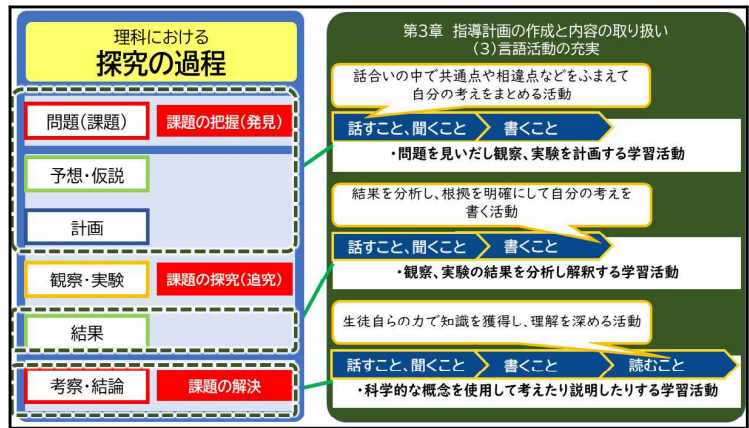 理科における
探究の過程
問題(課題)
課題の把握(発見)
予想・仮説
計画
観察・実験
課題の探究(追究)
結果
考察・結論
課題の解決
第3章 指導計画の作成と内容の取り扱い
(3)言語活動の充実
話合いの中で共通点や相違点などをふまえて
自分の考えをまとめる活動
話すこと、聞くこと
書くこと
・問題を見いだし観察、実験を計画する学習活動
結果を分析し、根拠を明確にして自分の考えを
書く活動
話すこと、聞くこと
書くこと
・観察、実験の結果を分析し解釈する学習活動
生徒自らの力で知識を獲得し、理解を深める活動
話すこと、聞くこと
書くこと
読むこと
・科学的な概念を使用して考えたり説明したりする学習活動